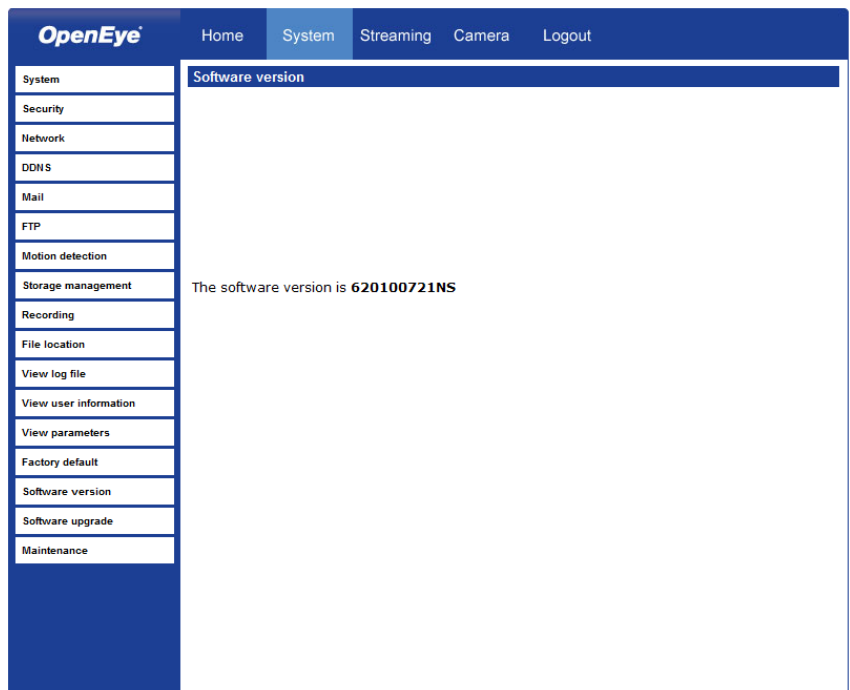 OpenEye
Home System Streaming Camera Logout
System
Security
Network
DDNS
Mail
FTP
Motion detection
Storage management
Recording
File location
View log file
View user information
View parameters
Factory default
Software version
Software upgrade
Maintenance
Software version
The software version is 620100721NS